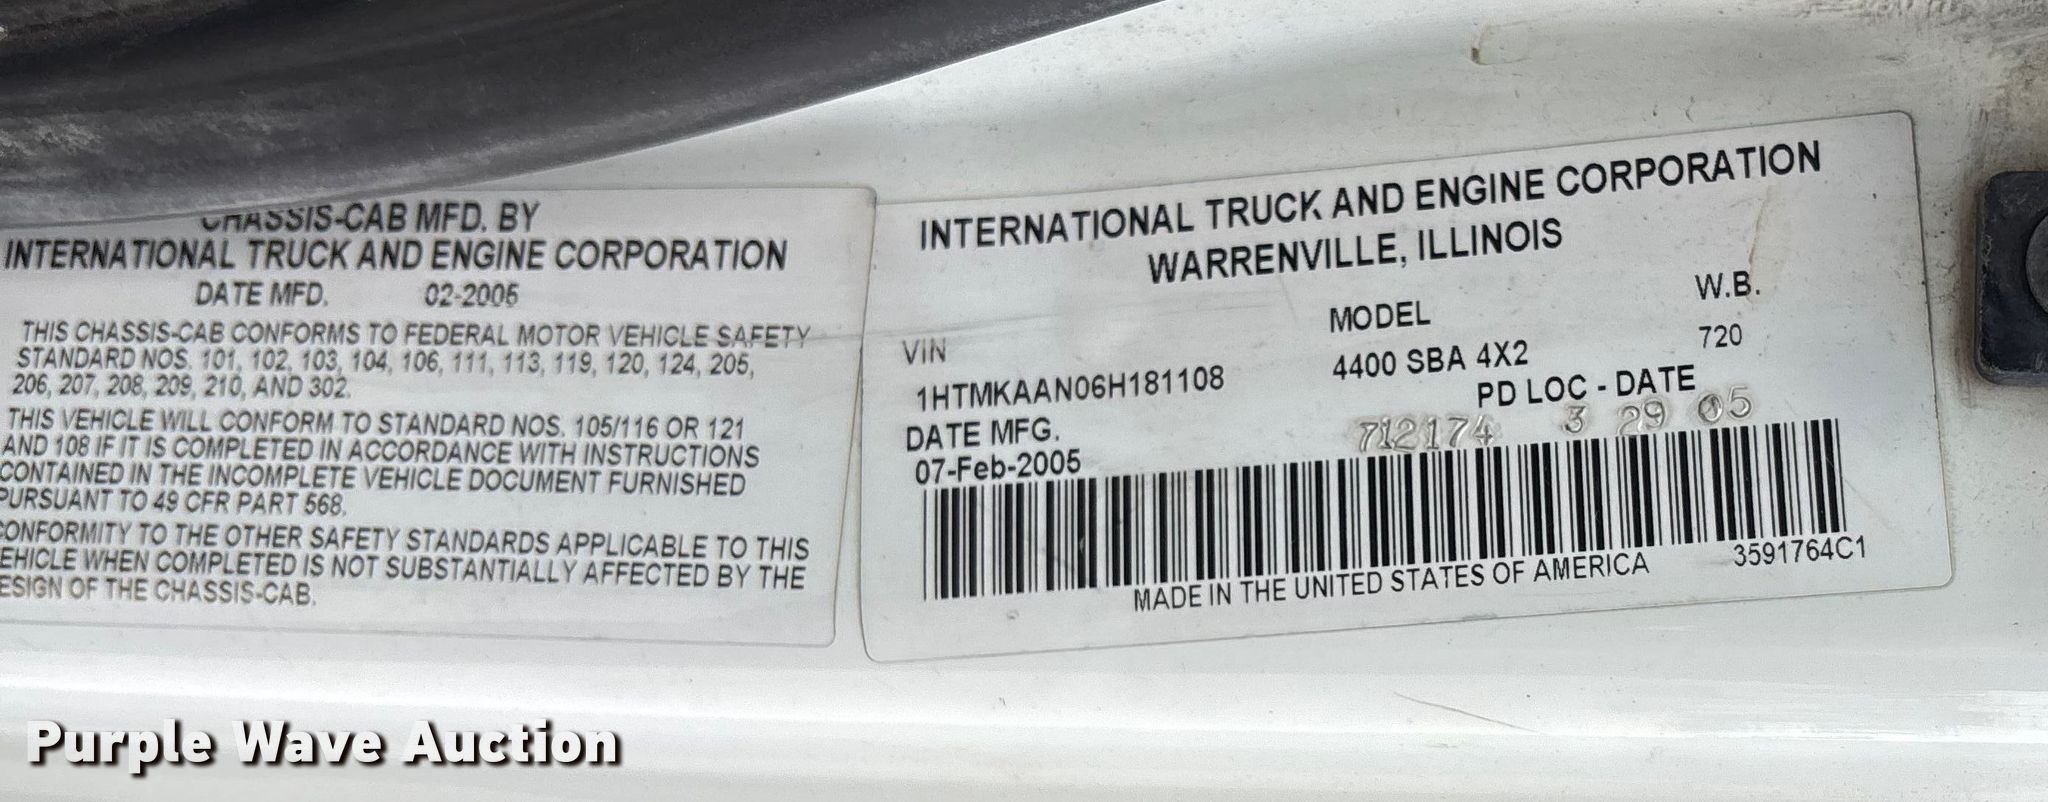 CHASSIS-CAB MFD. BY
INTERNATIONAL TRUCK AND ENGINE CORPORATION
DATE MFD. 02-2005
THIS CHASSIS-CAB CONFORMS TO FEDERAL MOTOR VEHICLE SAFETY
STANDARD NOS. 101, 102, 103, 104, 106, 111, 113, 119, 120, 124, 205,
206, 207, 208, 209, 210, AND 302.
THIS VEHICLE WILL CONFORM TO STANDARD NOS. 105/116 OR 121
AND 108 IF IT IS COMPLETED IN ACCORDANCE WITH INSTRUCTIONS
CONTAINED IN THE INCOMPLETE VEHICLE DOCUMENT FURNISHED
PURSUANT TO 49 CFR PART 568.
CONFORMITY TO THE OTHER SAFETY STANDARDS APPLICABLE TO THIS
VEHICLE WHEN COMPLETED IS NOT SUBSTANTIALLY AFFECTED BY THE
DESIGN OF THE CHASSIS-CAB.
INTERNATIONAL TRUCK AND ENGINE CORPORATION
WARRENVILLE, ILLINOIS
VIN MODEL W.B.
1HTMKAAN06H181108 4400 SBA 4X2 720
DATE MFG. PD LOC - DATE
07-Feb-2005 712174 3 29 05
MADE IN THE UNITED STATES OF AMERICA 3591764C1
Purple Wave Auction